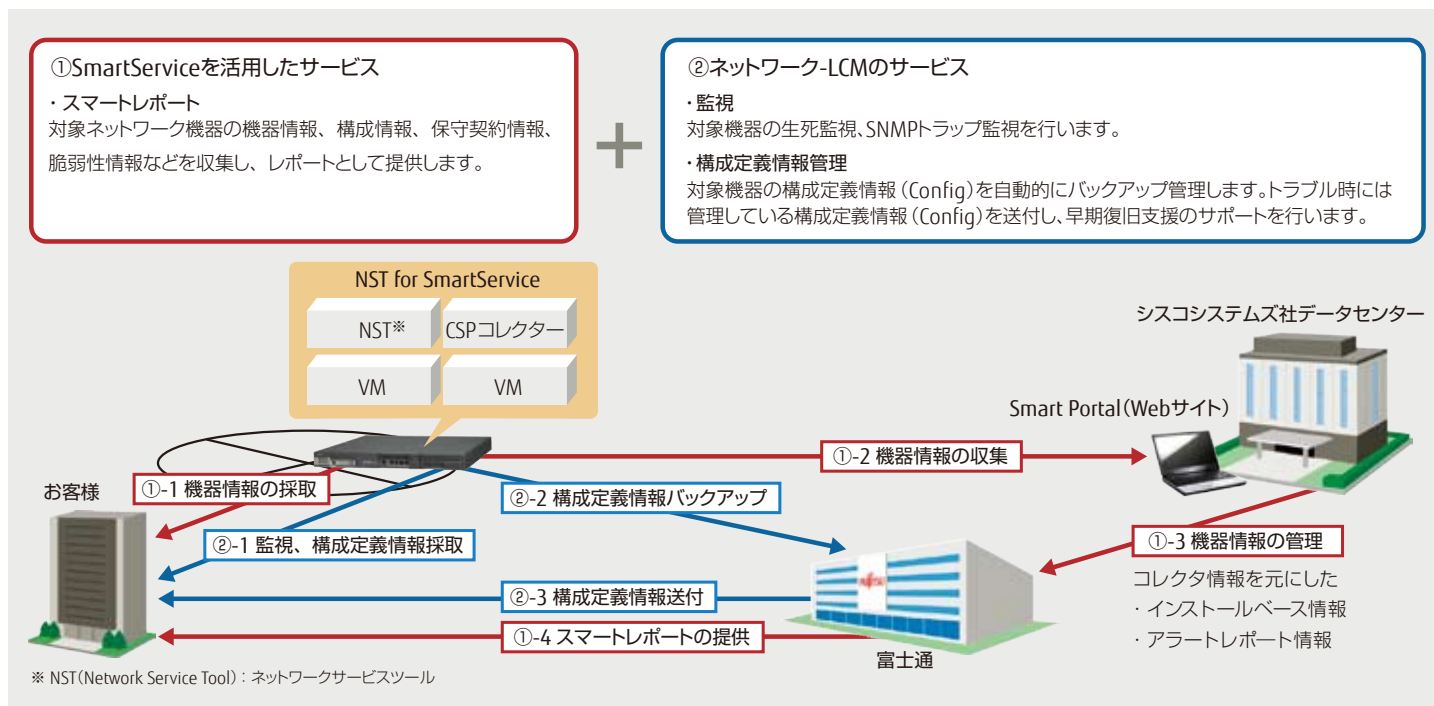 ①SmartServiceを活用したサービス
・スマートレポート
対象ネットワーク機器の機器情報、構成情報、保守契約情報、
脆弱性情報などを収集し、レポートとして提供します。
＋
②ネットワーク-LCMのサービス
・監視
対象機器の生死監視、SNMPトラップ監視を行います。
・構成定義情報管理
対象機器の構成定義情報（Config）を自動的にバックアップ管理します。トラブル時には
管理している構成定義情報（Config）を送付し、早期復旧支援のサポートを行います。
NST for SmartService
NST※
CSPコレクター
VM
VM
シスコシステムズ社データセンター
Smart Portal（Webサイト）
①-2 機器情報の収集
お客様
①-1 機器情報の採取
②-2 構成定義情報バックアップ
②-1 監視、構成定義情報採取
①-3 機器情報の管理
コレクタ情報を元にした
・インストールベース情報
・アラートレポート情報
FUJITSU
②-3 構成定義情報送付
①-4 スマートレポートの提供
富士通
※ NST（Network Service Tool）：ネットワークサービスツール